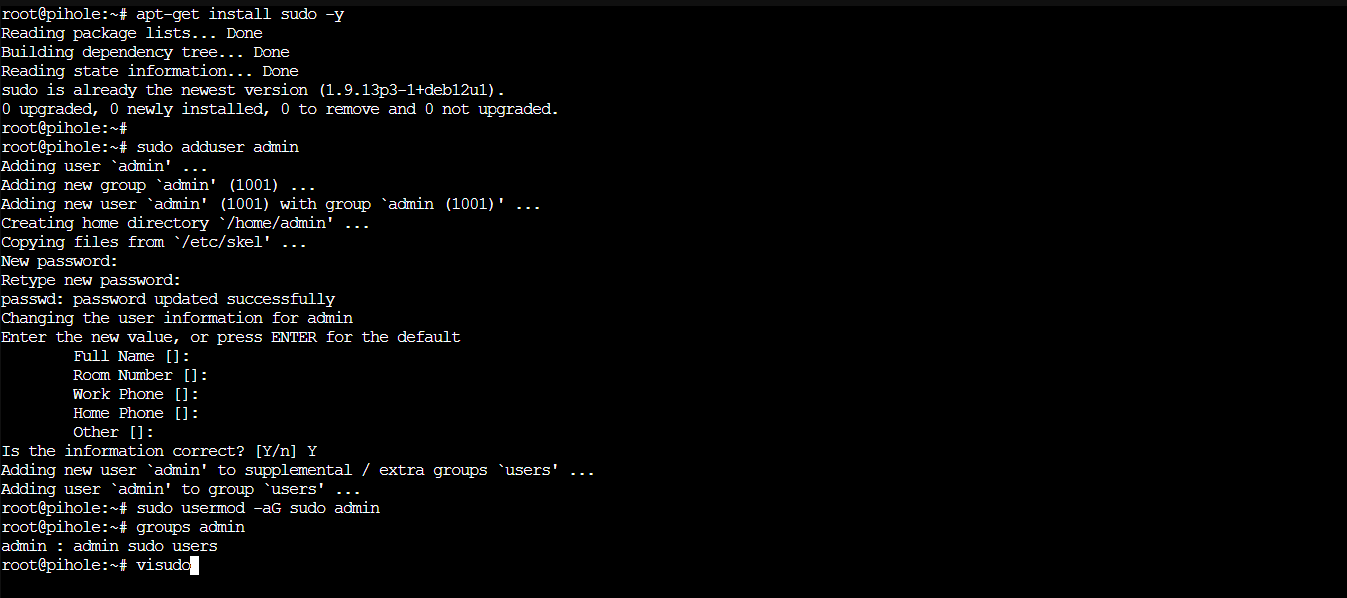 root@pihole:~# apt-get install sudo -y
Reading package lists... Done
Building dependency tree... Done
Reading state information... Done
sudo is already the newest version (1.9.13p3-1+deb12u1).
0 upgraded, 0 newly installed, 0 to remove and 0 not upgraded.
root@pihole:~#
root@pihole:~# sudo adduser admin
Adding user `admin' ...
Adding new group `admin' (1001) ...
Adding new user `admin' (1001) with group `admin (1001)' ...
Creating home directory `/home/admin' ...
Copying files from `/etc/skel' ...
New password:
Retype new password:
passwd: password updated successfully
Changing the user information for admin
Enter the new value, or press ENTER for the default
        Full Name []:
        Room Number []:
        Work Phone []:
        Home Phone []:
        Other []:
Is the information correct? [Y/n] Y
Adding new user `admin' to supplemental / extra groups `users' ...
Adding user `admin' to group `users' ...
root@pihole:~# sudo usermod -aG sudo admin
root@pihole:~# groups admin
admin : admin sudo users
root@pihole:~# visudo